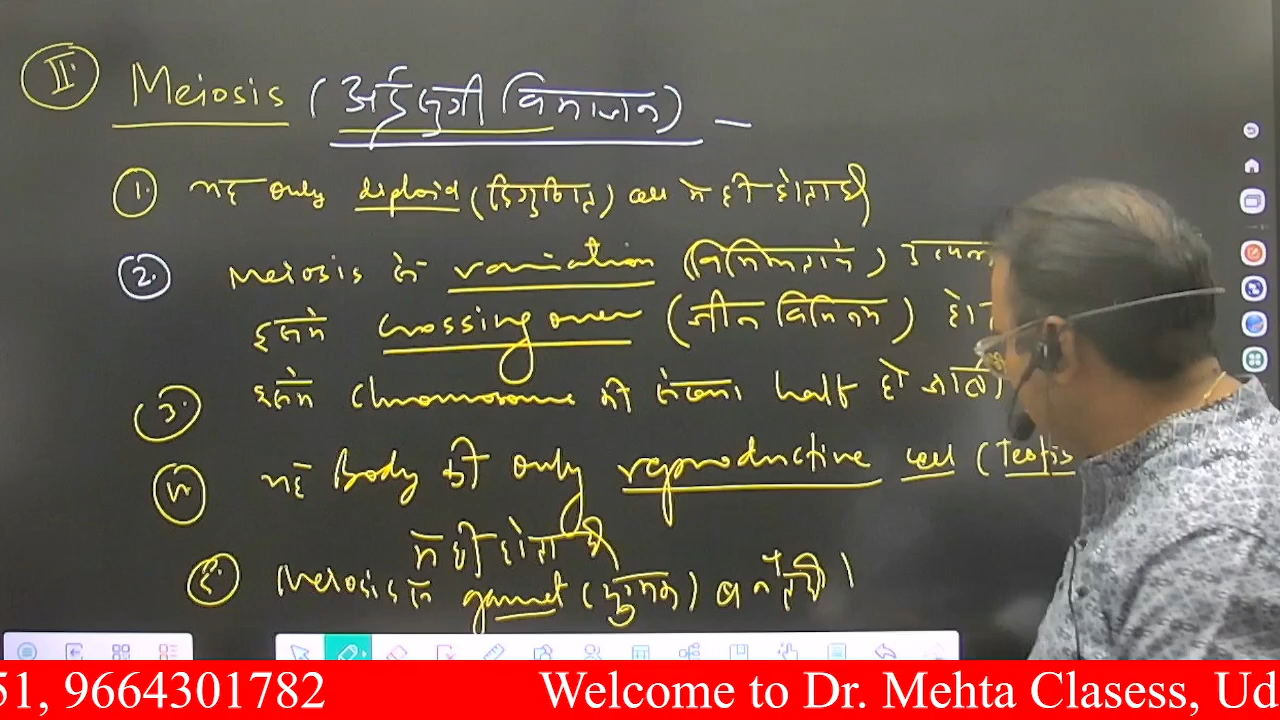 II. Meiosis (अर्द्धसूत्री विभाजन) –
1. यह only diploid (द्विगुणित) cell में ही होता है
2. Meiosis से variation (विभिन्नताये) उत्पन्न
इसमें crossing over (जीन विनिमय)
3. इसमें chromosome की संख्या half हो जाती
यह Body की only reproductive cell (Testis
में ही होता है
5. Meiosis से gamet (युग्मक) बनते है।
51, 9664301782 Welcome to Dr. Mehta Clasess, Ud